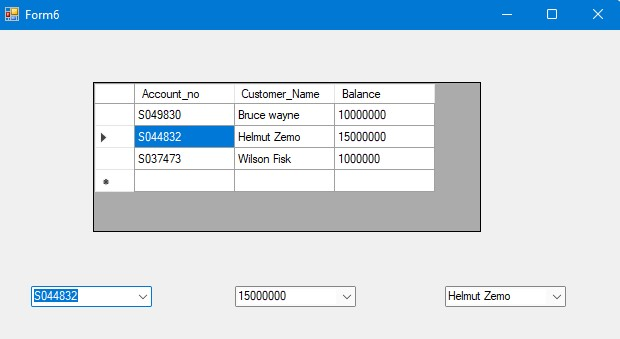 Form6
Account_no Customer_Name Balance
S049830 Bruce wayne 10000000
S044832 Helmut Zemo 15000000
S037473 Wilson Fisk 1000000
S044832 15000000 Helmut Zemo